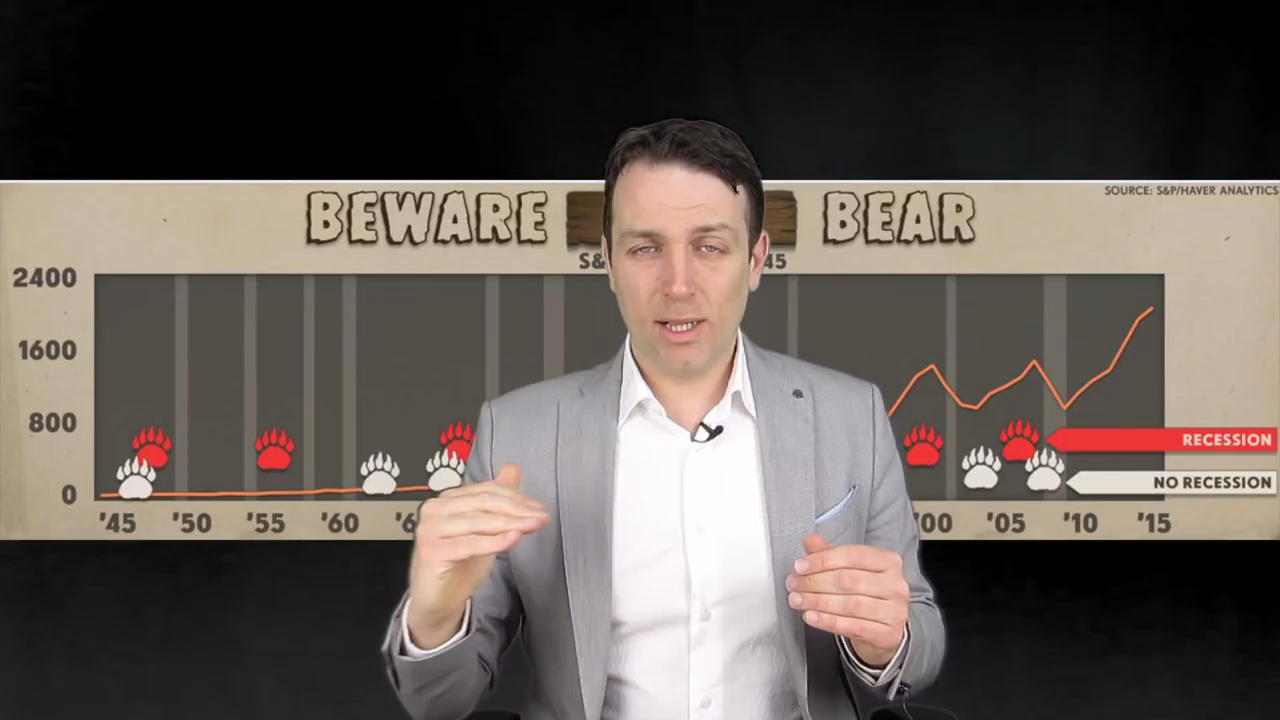 SOURCE: S&P/HAVER ANALYTICS
BEWARE BEAR
2400
1600
800
0
RECESSION
NO RECESSION
'45 '50 '55 '60 '00 '05 '10 '15